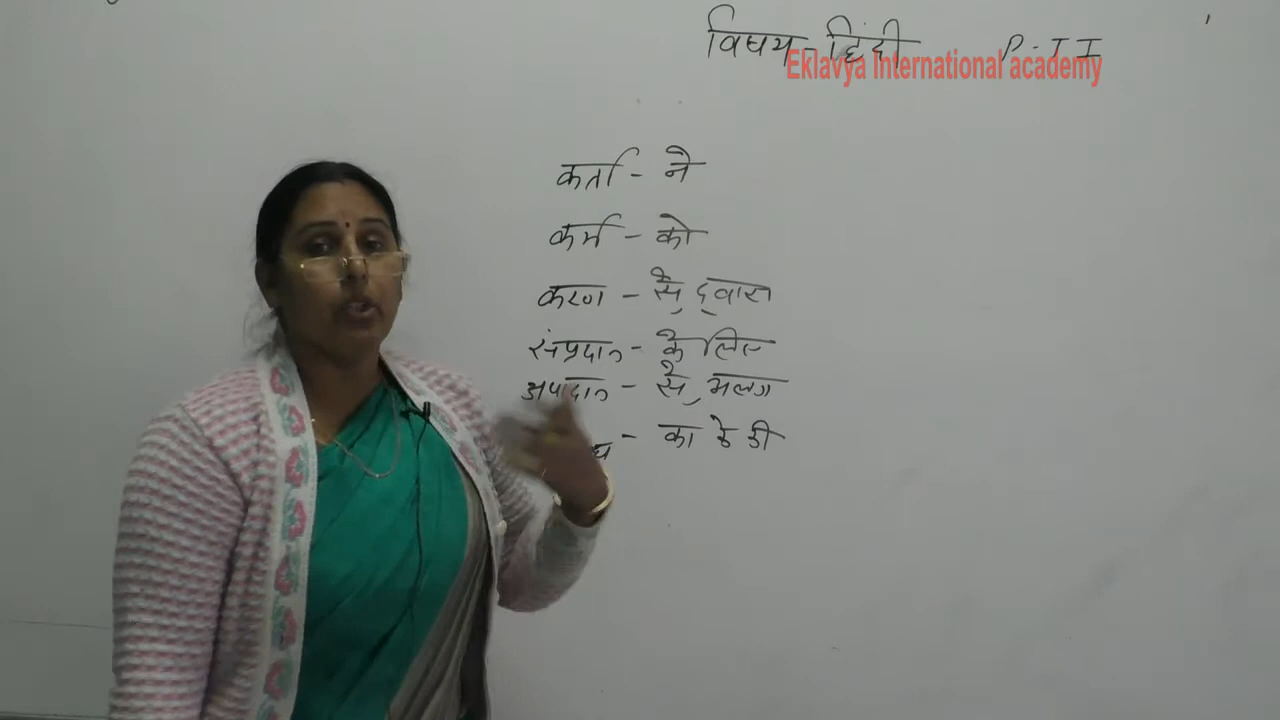 विषय - हिंदी P-II
Eklavya International academy
कर्ता - ने
कर्म - को
करण - से, द्वारा
संप्रदान - के लिए
अपादान - से, अलग
- का के की